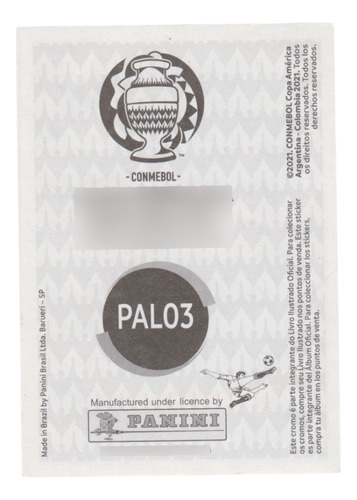 - CONMEBOL -
PAL03
Manufactured under licence by
PANINI
Made in Brazil by Panini Brasil Ltda. Barueri – SP
©2021. CONMEBOL Copa América
Argentina - Colombia 2021. Todos
os direitos reservados. Todos los
derechos reservados.
Este cromo é parte integrante do Livro Ilustrado Oficial. Para colecionar
os cromos, compre seu Livro Ilustrado nos pontos de venda. Este sticker
es parte integrante del Álbum Oficial. Para coleccionar los stickers,
compra tu álbum en los puntos de venta.